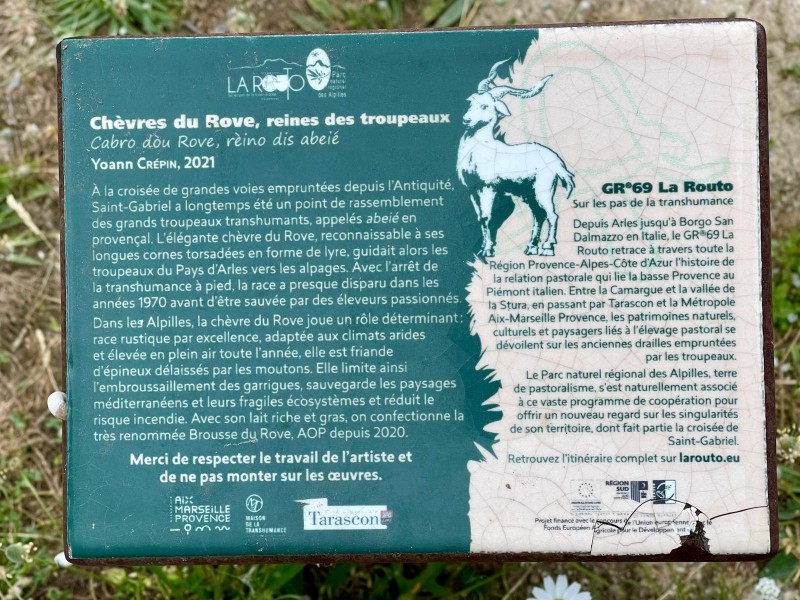 LA ROUTO
Parc
naturel
régional
des Alpilles
Chèvres du Rove, reines des troupeaux
Cabro dóu Rove, rèino dis abeié
Yoann CRÉPIN, 2021
À la croisée de grandes voies empruntées depuis l'Antiquité,
Saint-Gabriel a longtemps été un point de rassemblement
des grands troupeaux transhumants, appelés abeié en
provençal. L'élégante chèvre du Rove, reconnaissable à ses
longues cornes torsadées en forme de lyre, guidait alors les
troupeaux du Pays d'Arles vers les alpages. Avec l'arrêt de
la transhumance à pied, la race a presque disparu dans les
années 1970 avant d'être sauvée par des éleveurs passionnés.
Dans les Alpilles, la chèvre du Rove joue un rôle déterminant :
race rustique par excellence, adaptée aux climats arides
et élevée en plein air toute l'année, elle est friande
d'épineux délaissés par les moutons. Elle limite ainsi
l'embroussaillement des garrigues, sauvegarde les paysages
méditerranéens et leurs fragiles écosystèmes et réduit le
risque incendie. Avec son lait riche et gras, on confectionne la
très renommée Brousse du Rove, AOP depuis 2020.
Merci de respecter le travail de l'artiste et
de ne pas monter sur les œuvres.
AIX
MARSEILLE
PROVENCE
MAISON
DE LA
TRANSHUMANCE
Tarascon
GR®69 La Routo
Sur les pas de la transhumance
Depuis Arles jusqu'à Borgo San
Dalmazzo en Italie, le GR®69 La
Routo retrace à travers toute la
Région Provence-Alpes-Côte d'Azur l'histoire de
la relation pastorale qui lie la basse Provence au
Piémont italien. Entre la Camargue et la vallée de
la Stura, en passant par Tarascon et la Métropole
Aix-Marseille Provence, les patrimoines naturels,
culturels et paysagers liés à l'élevage pastoral se
dévoilent sur les anciennes drailles empruntées
par les troupeaux.
Le Parc naturel régional des Alpilles, terre
de pastoralisme, s'est naturellement associé
à ce vaste programme de coopération pour
offrir un nouveau regard sur les singularités
de son territoire, dont fait partie la croisée de
Saint-Gabriel.
Retrouvez l'itinéraire complet sur larouto.eu
RÉGION
SUD
Projet financé avec le concours de l'Union européenne avec le
Fonds Européen Agricole pour le Développement